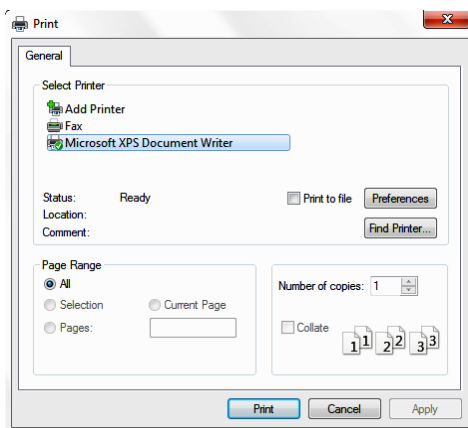 Print
General
Select Printer
Add Printer
Fax
Microsoft XPS Document Writer
Status: Ready
Print to file
Preferences
Location:
Comment:
Find Printer...
Page Range
All
Selection
Current Page
Pages:
Number of copies: 1
Collate
1 1 2 2 3 3
Print
Cancel
Apply